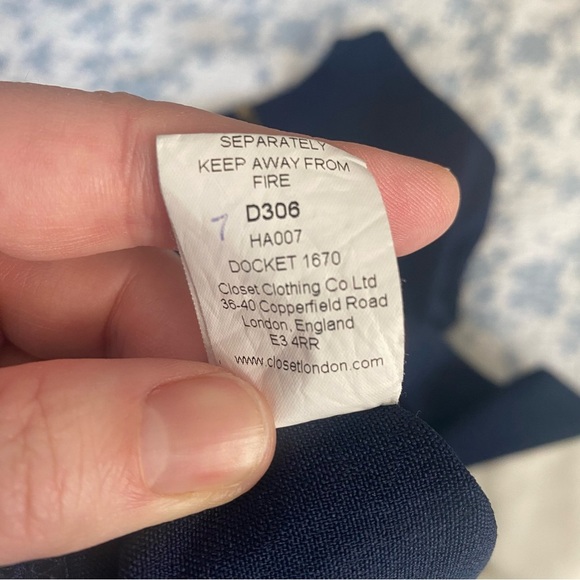 SEPARATELY
KEEP AWAY FROM
FIRE
7 D306
HA007
DOCKET 1670
Closet Clothing Co Ltd
36-40 Copperfield Road
London, England
E3 4RR
www.closetlondon.com